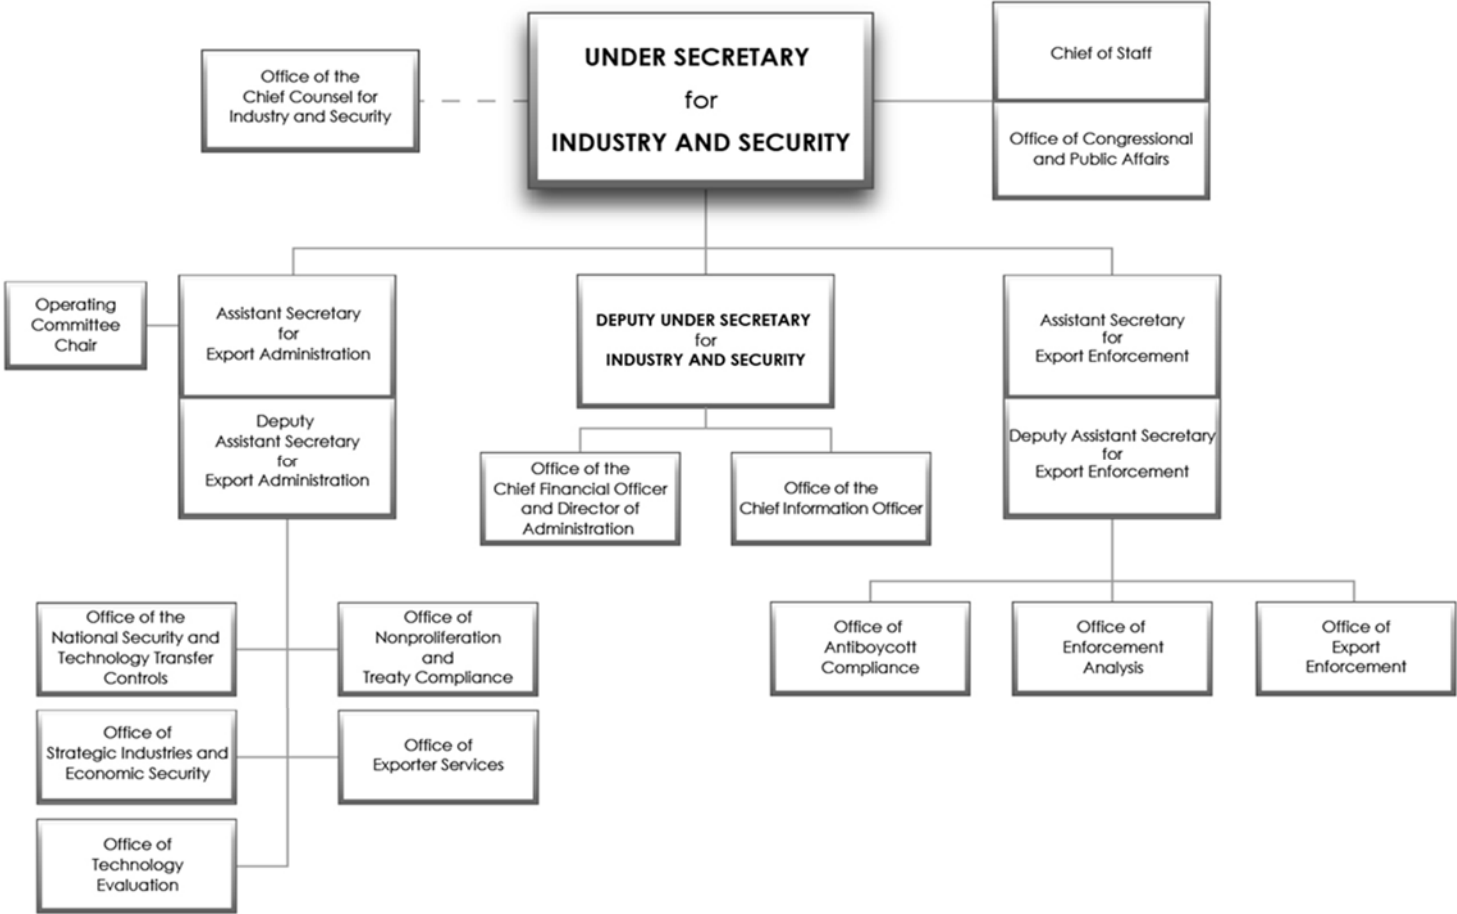 UNDER SECRETARY
for
INDUSTRY AND SECURITY
Office of the
Chief Counsel for
Industry and Security
Chief of Staff
Office of Congressional
and Public Affairs
Operating
Committee
Chair
Assistant Secretary
for
Export Administration
Deputy
Assistant Secretary
for
Export Administration
DEPUTY UNDER SECRETARY
for
INDUSTRY AND SECURITY
Assistant Secretary
for
Export Enforcement
Deputy Assistant Secretary
for
Export Enforcement
Office of the
Chief Financial Officer
and Director of
Administration
Office of the
Chief Information Officer
Office of the
National Security and
Technology Transfer
Controls
Office of
Nonproliferation
and
Treaty Compliance
Office of
Strategic Industries and
Economic Security
Office of
Exporter Services
Office of
Technology
Evaluation
Office of
Antiboycott
Compliance
Office of
Enforcement
Analysis
Office of
Export
Enforcement